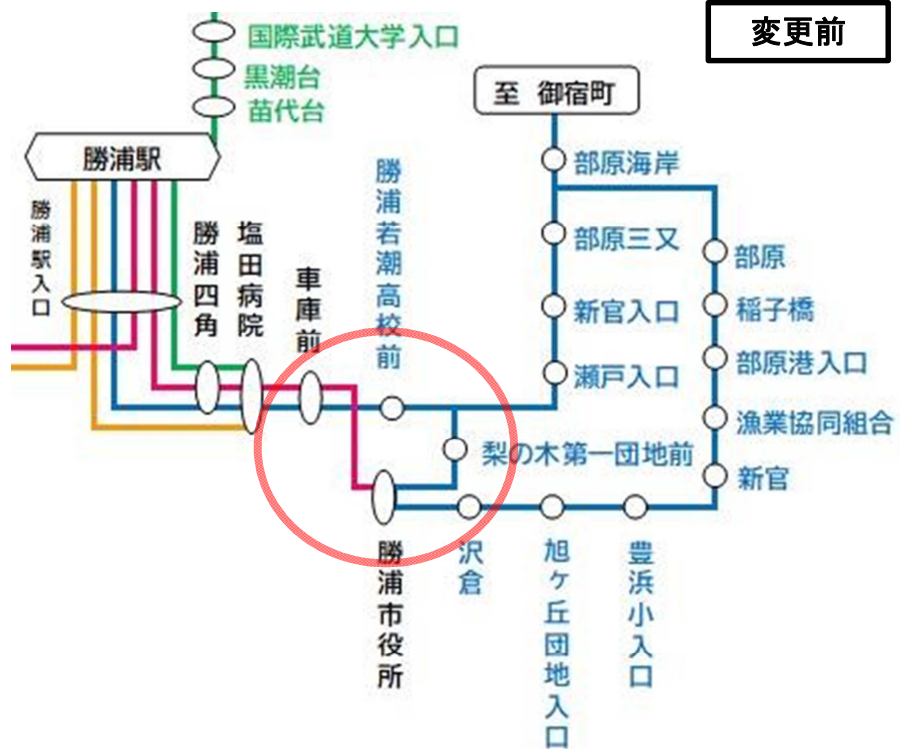 変更前
国際武道大学入口
黒潮台
苗代台
至 御宿町
勝浦駅
部原海岸
勝浦若潮高校前
勝浦駅入口
勝浦四角
塩田病院
車庫前
部原三又
部原
新官入口
稲子橋
瀬戸入口
部原港入口
漁業協同組合
梨の木第一団地前
新官
勝浦市役所
沢倉
旭ヶ丘団地入口
豊浜小入口